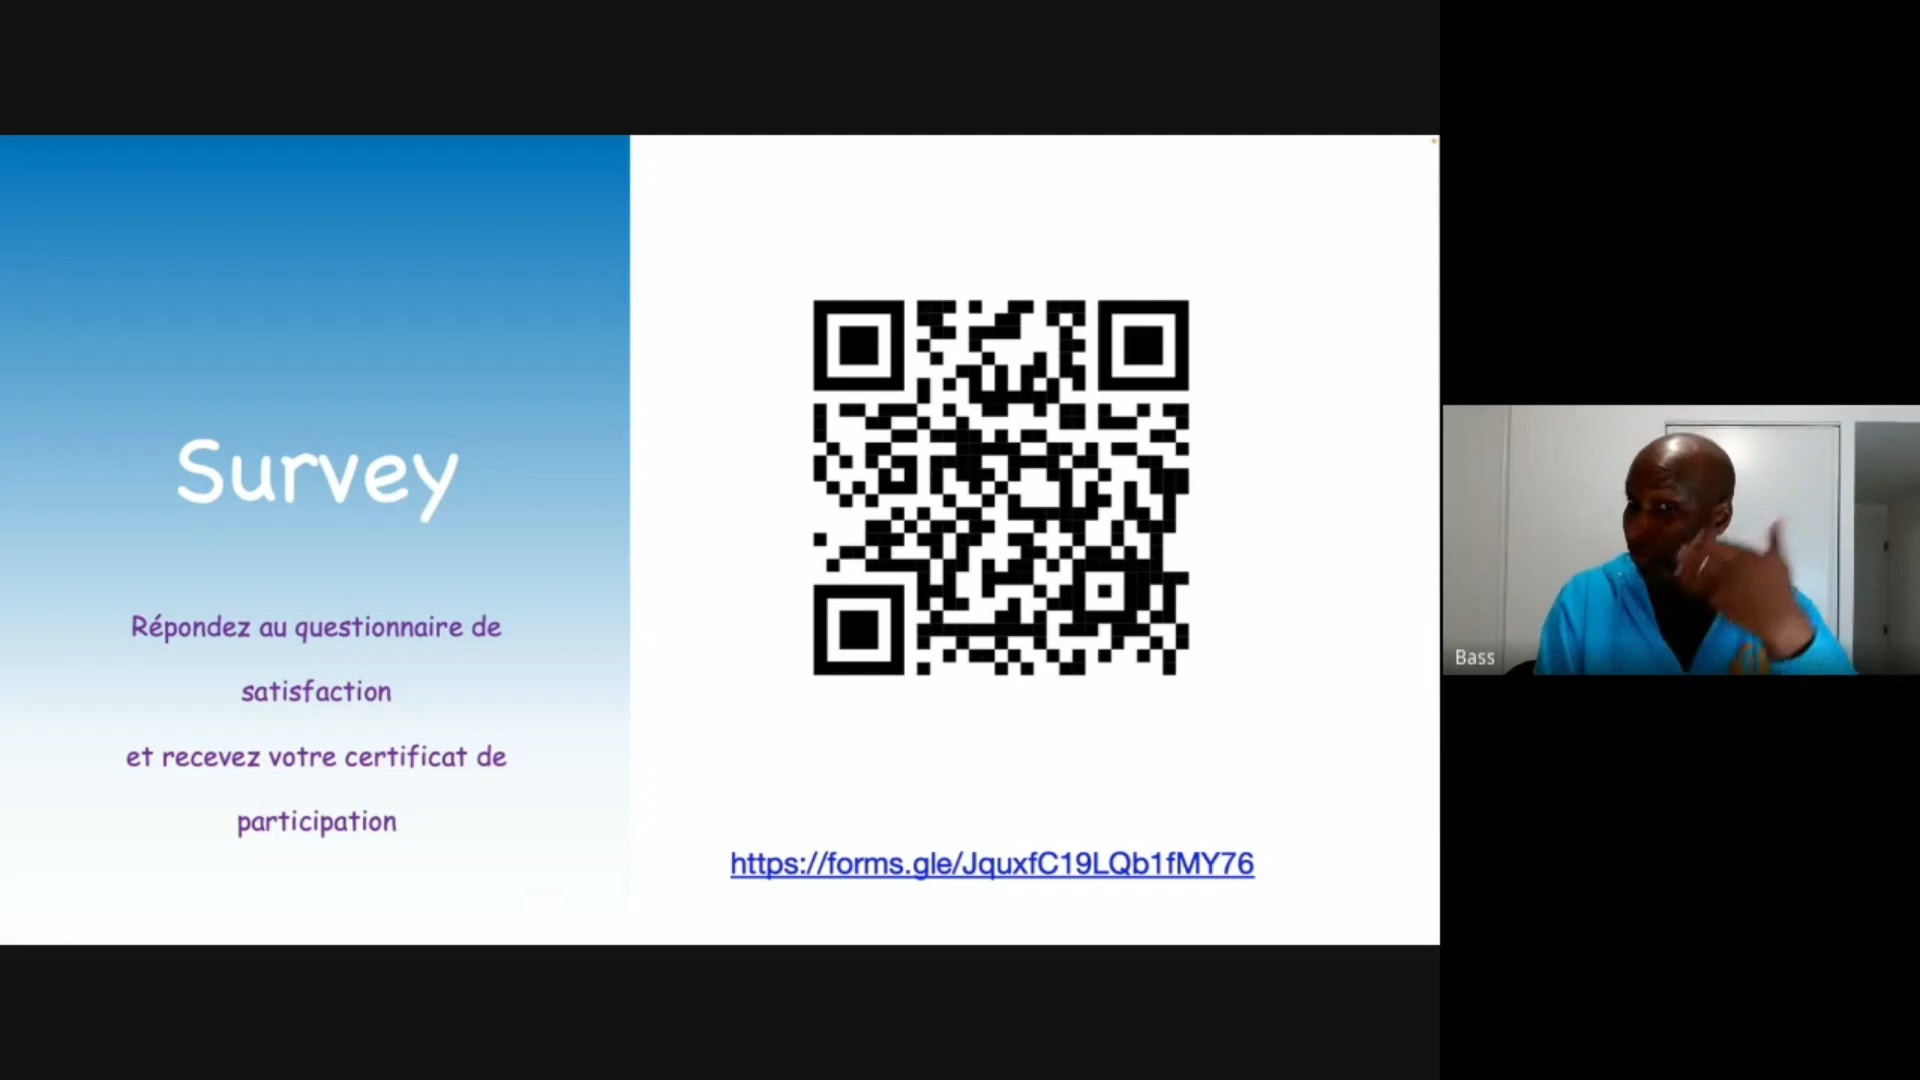 Survey
Répondez au questionnaire de
satisfaction
et recevez votre certificat de
participation
https://forms.gle/JquxfC19LQb1fMY76
Bass